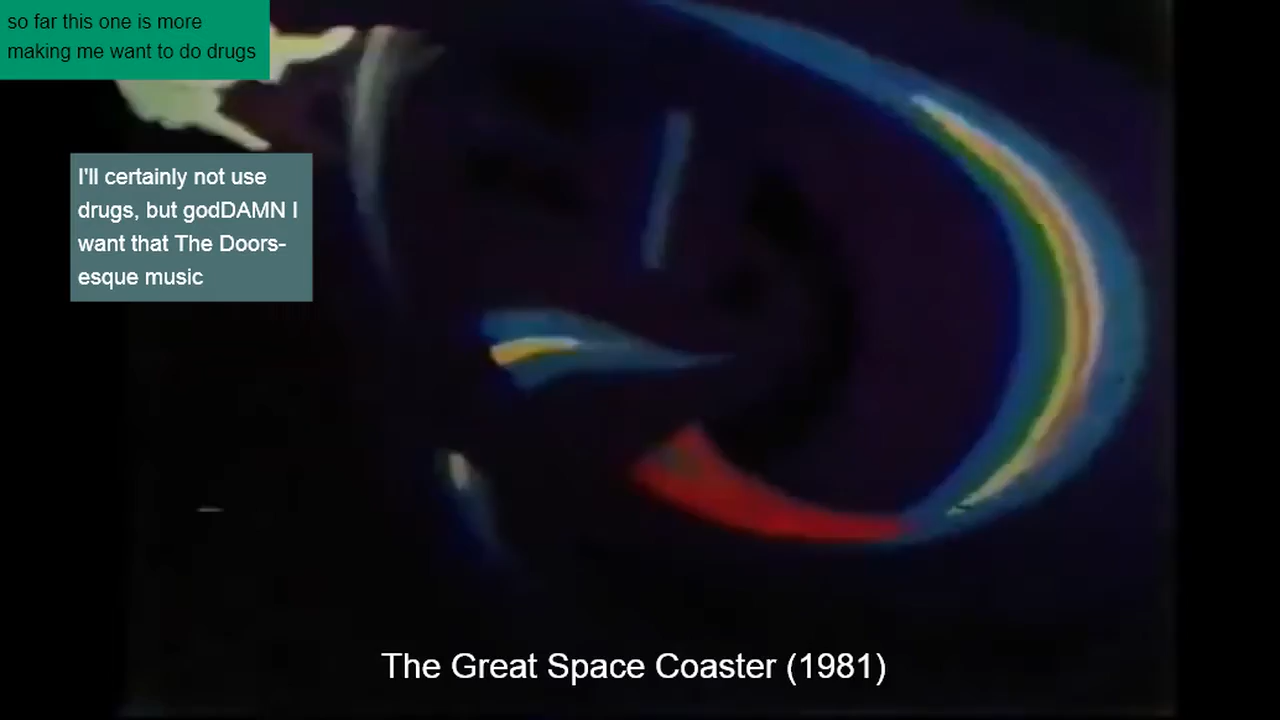 so far this one is more
making me want to do drugs
I'll certainly not use
drugs, but godDAMN I
want that The Doors-
esque music
The Great Space Coaster (1981)